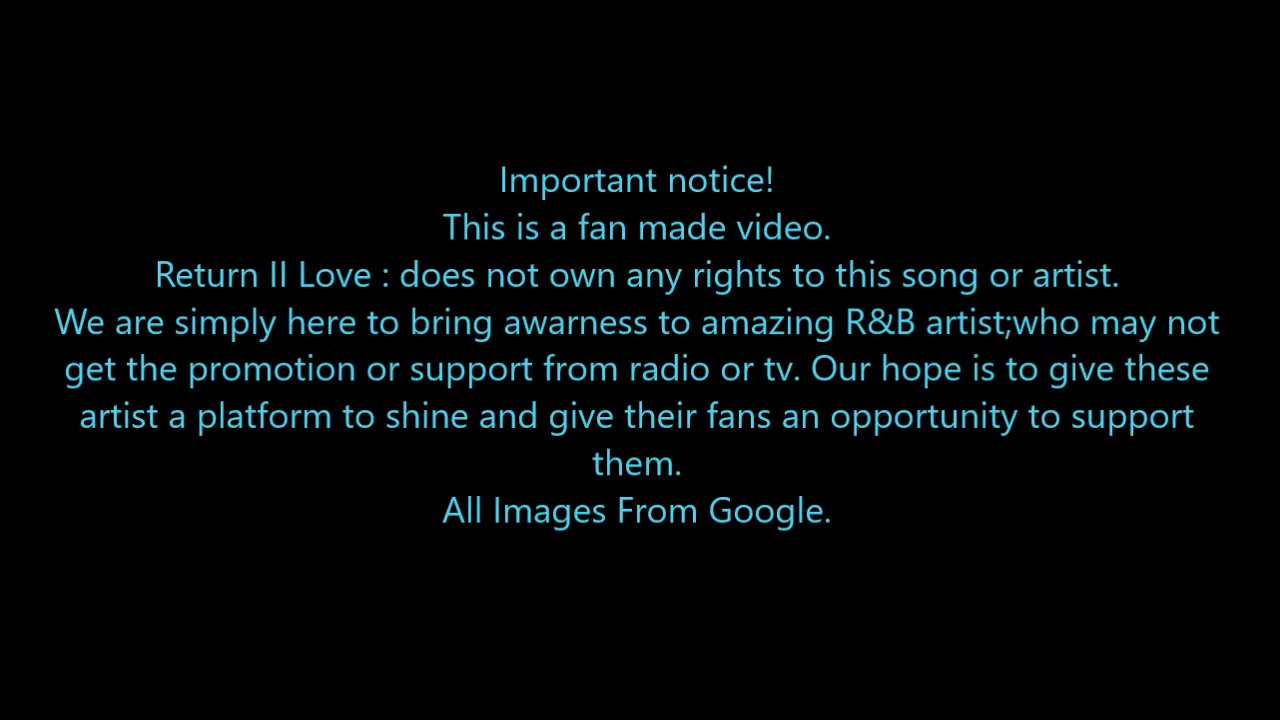 Important notice!
This is a fan made video.
Return II Love : does not own any rights to this song or artist.
We are simply here to bring awarness to amazing R&B artist;who may not
get the promotion or support from radio or tv. Our hope is to give these
artist a platform to shine and give their fans an opportunity to support
them.
All Images From Google.